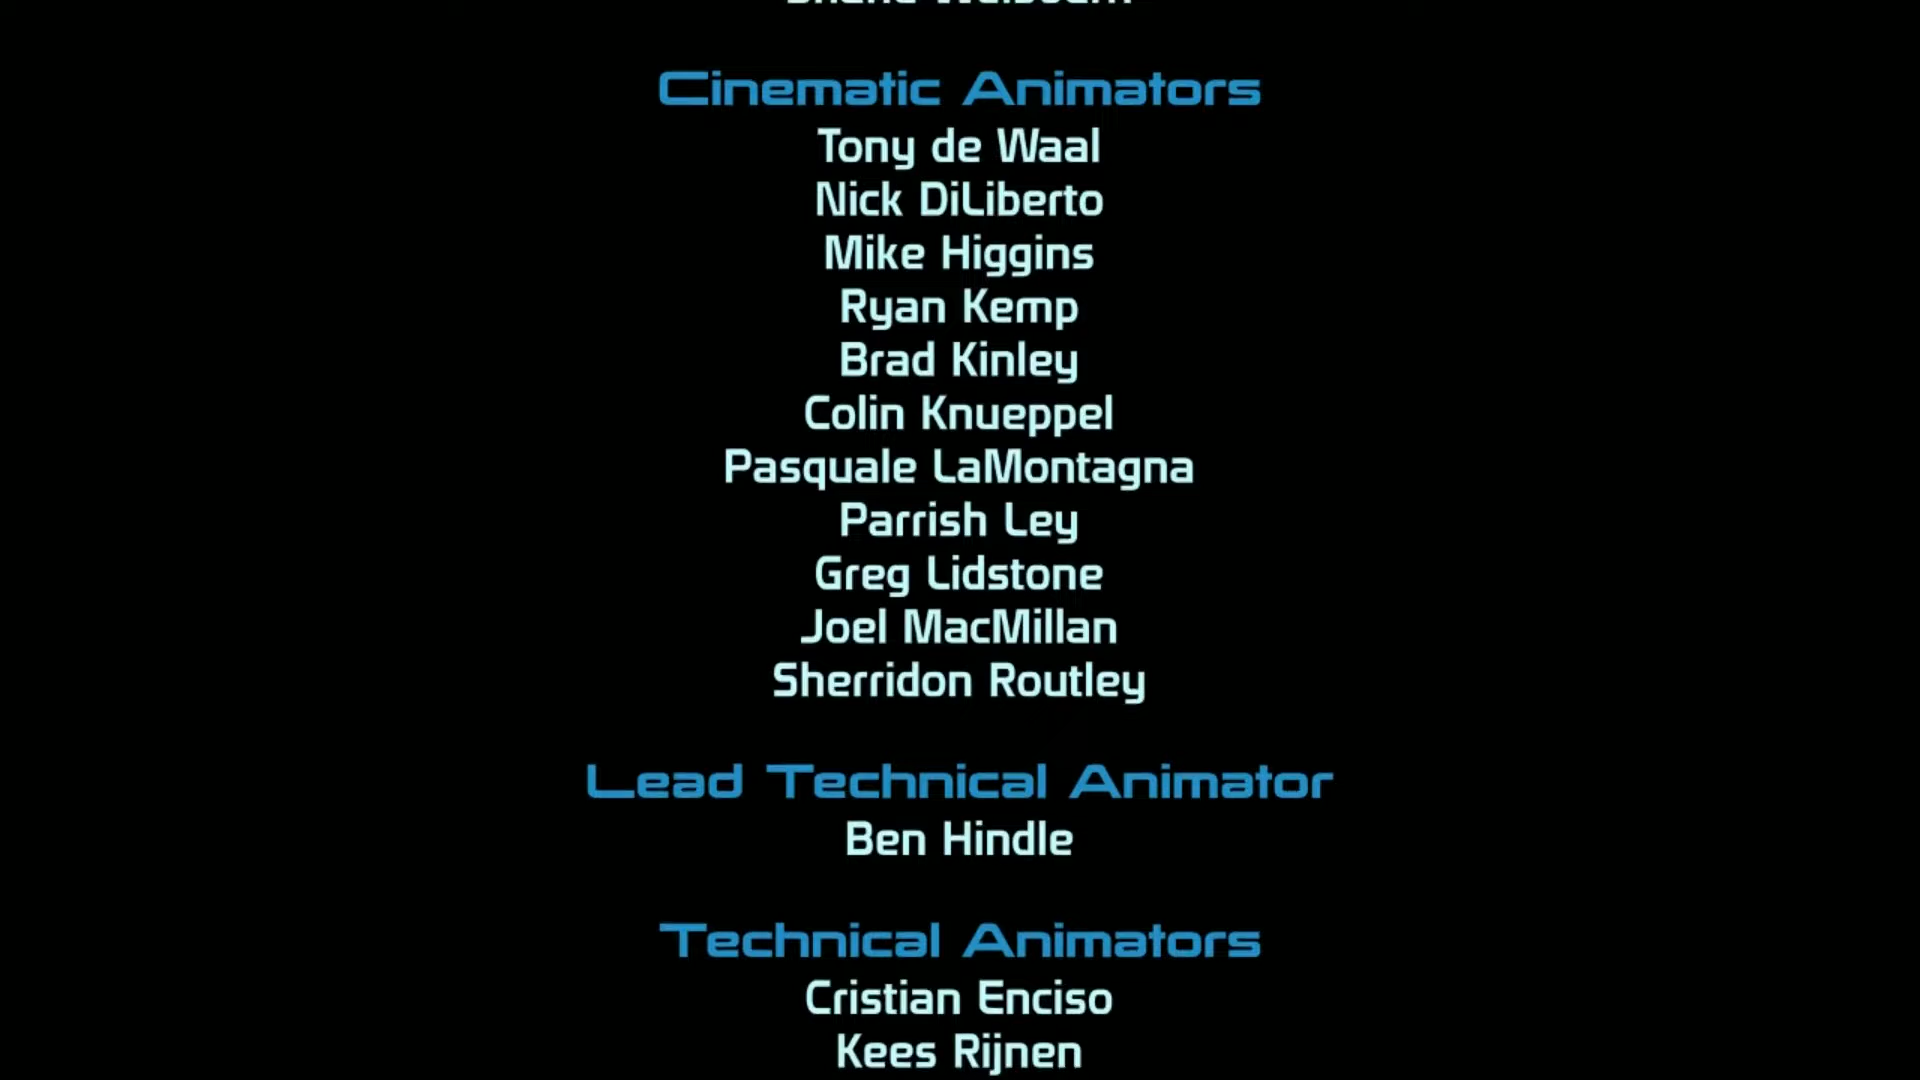 Cinematic Animators
Tony de Waal
Nick DiLiberto
Mike Higgins
Ryan Kemp
Brad Kinley
Colin Knueppel
Pasquale LaMontagna
Parrish Ley
Greg Lidstone
Joel MacMillan
Sherridon Routley
Lead Technical Animator
Ben Hindle
Technical Animators
Cristian Enciso
Kees Rijnen